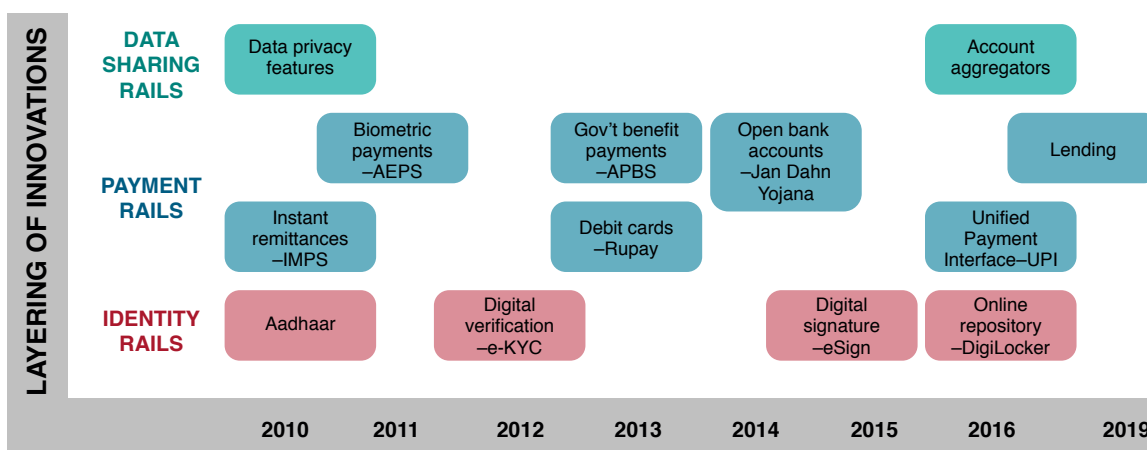 LAYERING OF INNOVATIONS
DATA
SHARING
RAILS
Data privacy
features
Account
aggregators
PAYMENT
RAILS
Biometric
payments
–AEPS
Gov’t benefit
payments
–APBS
Open bank
accounts
–Jan Dahn
Yojana
Lending
Instant
remittances
–IMPS
Debit cards
–Rupay
Unified
Payment
Interface–UPI
IDENTITY
RAILS
Aadhaar
Digital
verification
–e-KYC
Digital
signature
–eSign
Online
repository
–DigiLocker
2010 2011 2012 2013 2014 2015 2016 2019